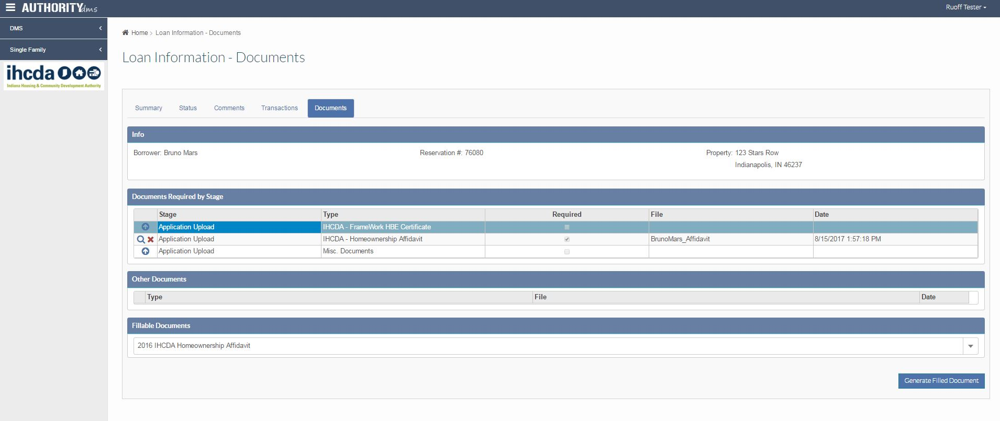 AUTHORITYdms
Ruoff Tester
DMS
Single Family
ihcda
Indiana Housing & Community Development Authority
Home > Loan Information - Documents
Loan Information - Documents
Summary Status Comments Transactions Documents
Info
Borrower: Bruno Mars Reservation #: 76080 Property: 123 Stars Row
Indianapolis, IN 46237
Documents Required by Stage
Stage Type Required File Date
Application Upload IHCDA - FrameWork HBE Certificate
Application Upload IHCDA - Homeownership Affidavit BrunoMars_Affidavit 8/15/2017 1:57:18 PM
Application Upload Misc. Documents
Other Documents
Type File Date
Fillable Documents
2016 IHCDA Homeownership Affidavit
Generate Filled Document